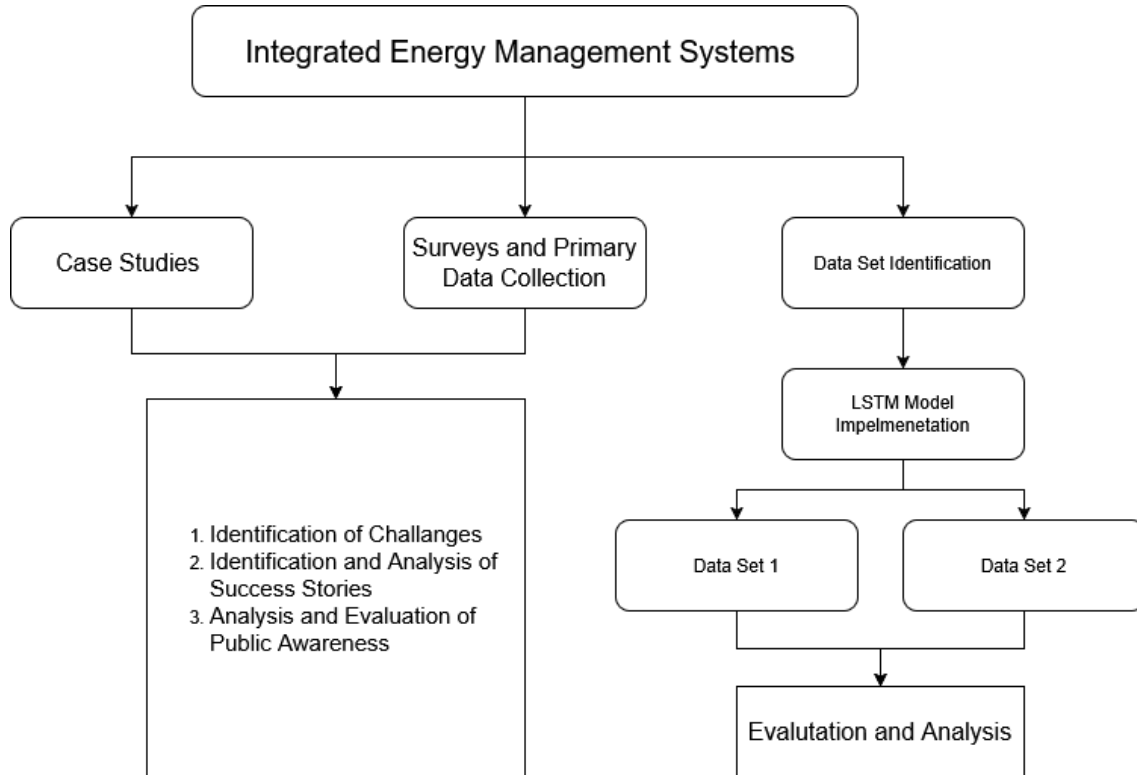 Integrated Energy Management Systems
Case Studies
Surveys and Primary
Data Collection
Data Set Identification
LSTM Model
Impelmenetation
1. Identification of Challanges
2. Identification and Analysis of
Success Stories
3. Analysis and Evaluation of
Public Awareness
Data Set 1
Data Set 2
Evalutation and Analysis